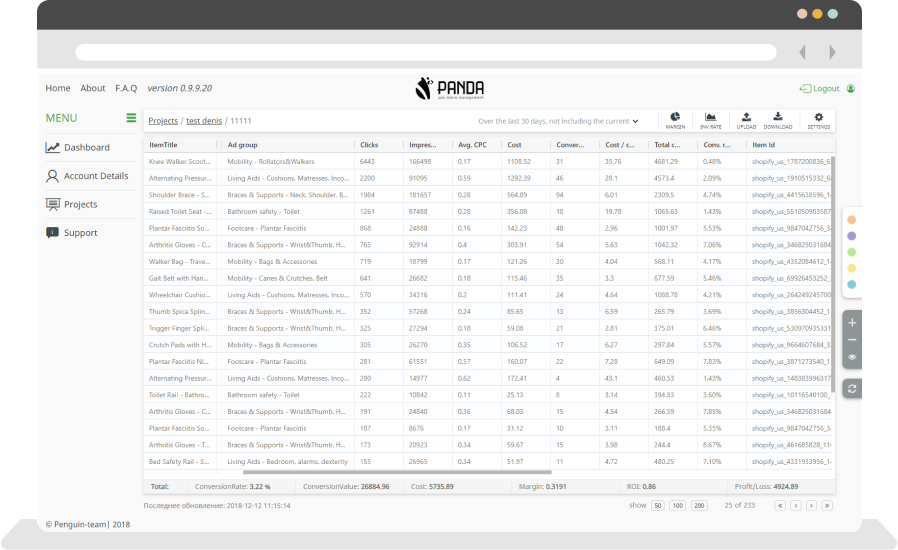 Home About F.A.Q version 0.9.9.20 PANDA Logout
MENU
Dashboard
Account Details
Projects
Support
Projects / test denis / 11111 Over the last 30 days, not including the current MARGIN INV.RATE UPLOAD DOWNLOAD SETTINGS
ItemTitle Ad group Clicks Impres... Avg. CPC Cost Conver... Cost / c... Total c... Conv. r... Item Id
Knee Walker Scoot... Mobility - Rollators&Walkers 6443 166498 0.17 1108.52 31 35.76 4681.29 0.48% shopify_us_1787200836_6
Alternating Pressur... Living Aids - Cushions, Matresses, Inco... 2200 91095 0.59 1292.39 46 28.1 4573.4 2.09% shopify_us_1910515332_6
Shoulder Brace - S... Braces & Supports - Neck, Shoulder, B... 1984 181657 0.28 564.89 94 6.01 2309.5 4.74% shopify_us_4415638596_1
Raised Toilet Seat -... Bathroom safety - Toilet 1261 87488 0.28 356.08 18 19.78 1065.63 1.43% shopify_us_551050903587
Plantar Fasciitis So... Footcare - Plantar Fasciitis 868 24888 0.16 142.23 48 2.96 1001.97 5.53% shopify_us_9847042756_3
Arthritis Gloves - C... Braces & Supports - Wrist&Thumb, H... 765 92914 0.4 303.91 54 5.63 1042.32 7.06% shopify_us_346825031684
Walker Bag - Trave... Mobility - Bags & Accessories 719 18799 0.17 121.26 30 4.04 568.11 4.17% shopify_us_4352084612_1
Gait Belt with Han... Mobility - Canes & Crutches, Belt 641 26682 0.18 115.46 35 3.3 677.59 5.46% shopify_us_69926453252_
Wheelchair Cushio... Living Aids - Cushions, Matresses, Inco... 570 34316 0.2 111.41 24 4.64 1088.78 4.21% shopify_us_264249245700
Thumb Spica Splin... Braces & Supports - Wrist&Thumb, H... 352 57268 0.24 85.65 13 6.59 265.79 3.69% shopify_us_3856304452_1
Trigger Finger Spli... Braces & Supports - Wrist&Thumb, H... 325 27294 0.18 59.08 21 2.81 375.01 6.46% shopify_us_530970935331
Crutch Pads with H... Mobility - Bags & Accessories 305 26270 0.35 106.52 17 6.27 297.84 5.57% shopify_us_9664607684_3
Plantar Fasciitis Ni... Footcare - Plantar Fasciitis 281 61551 0.57 160.07 22 7.28 649.09 7.83% shopify_us_3871273540_1
Alternating Pressur... Living Aids - Cushions, Matresses, Inco... 280 14977 0.62 172.41 4 43.1 460.53 1.43% shopify_us_148383996317
Toilet Rail - Bathro... Bathroom safety - Toilet 222 10842 0.11 25.13 8 3.14 394.83 3.60% shopify_us_10116540100_
Arthritis Gloves - C... Braces & Supports - Wrist&Thumb, H... 191 24840 0.36 68.03 15 4.54 266.59 7.85% shopify_us_346825031684
Plantar Fasciitis So... Footcare - Plantar Fasciitis 187 8676 0.17 31.12 10 3.11 188.4 5.35% shopify_us_9847042756_3
Arthritis Gloves - T... Braces & Supports - Wrist&Thumb, H... 173 20923 0.34 59.67 15 3.98 244.4 8.67% shopify_us_461685828_11
Bed Safety Rail - S... Living Aids - Bedroom, alarms, dexterity 155 26965 0.34 51.97 11 4.72 480.25 7.10% shopify_us_4331933956_1
Total: ConversionRate: 3.22 % ConversionValue: 26884.96 Cost: 5735.89 Margin: 0.3191 ROI: 0.86 Profit/Loss: 4924.89
Последнее обновление: 2018-12-12 11:15:14 show 50 100 200 25 of 233
© Penguin-team| 2018